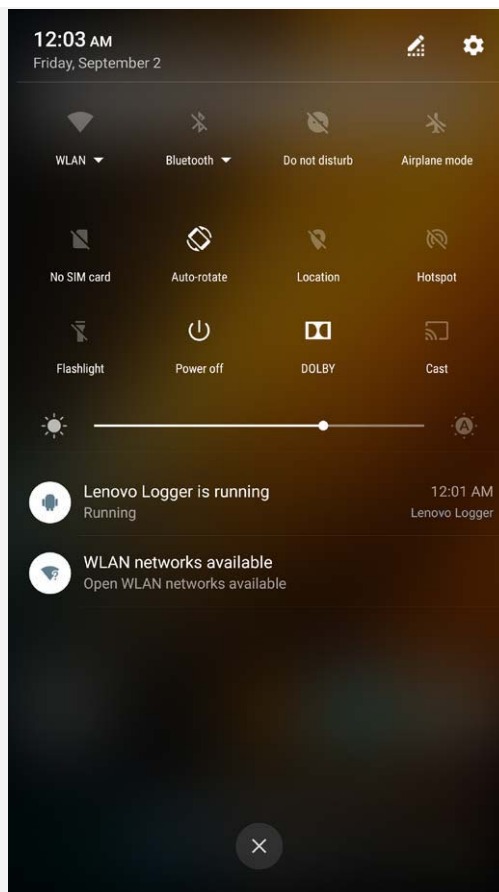 12:03 AM
Friday, September 2
WLAN
Bluetooth
Do not disturb
Airplane mode
No SIM card
Auto-rotate
Location
Hotspot
Flashlight
Power off
DOLBY
Cast
A
Lenovo Logger is running
12:01 AM
Running
Lenovo Logger
WLAN networks available
Open WLAN networks available